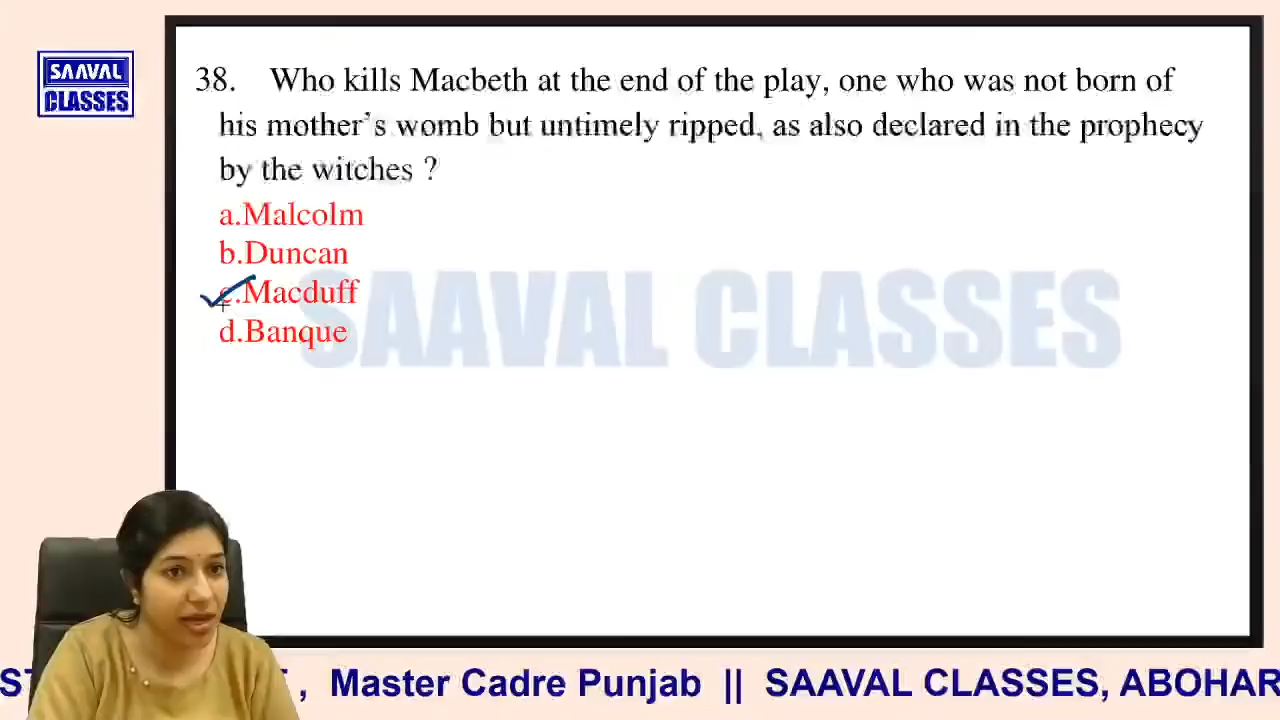 SAAVAL
CLASSES
38. Who kills Macbeth at the end of the play, one who was not born of
his mother's womb but untimely ripped, as also declared in the prophecy
by the witches ?
a.Malcolm
b.Duncan
c.Macduff
d.Banque
SAAVAL CLASSES
, Master Cadre Punjab || SAAVAL CLASSES, ABOHAR